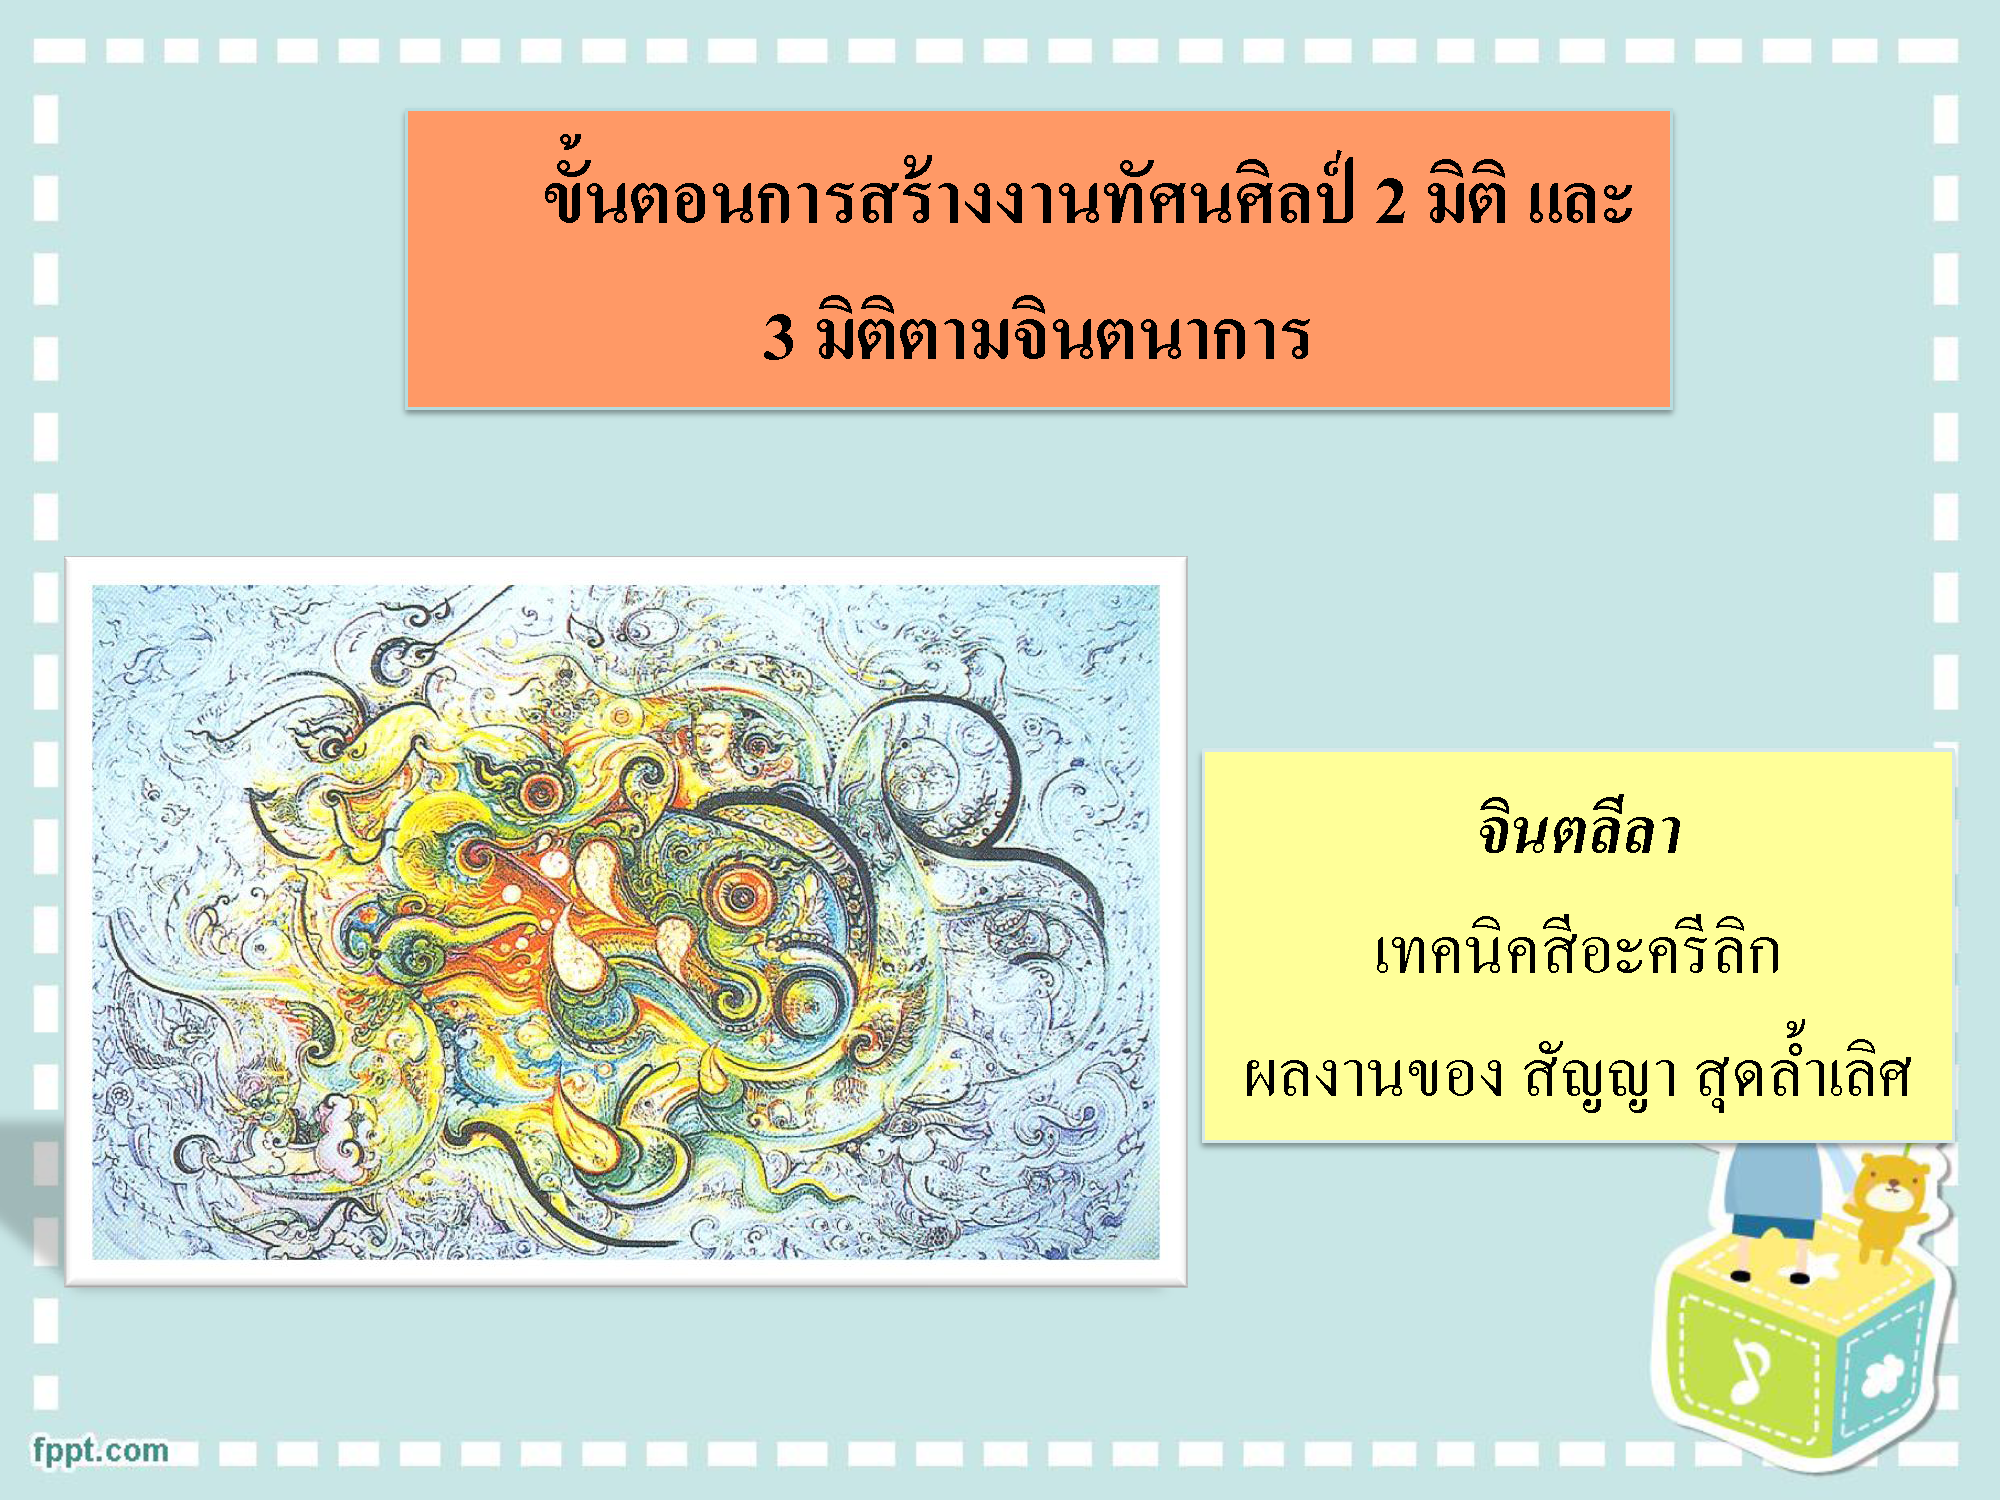 ขั้นตอนการสร้างงานทัศนศิลป์ 2 มิติ และ
3 มิติตามจินตนาการ
จินตลีลา
เทคนิคสีอะครีลิก
ผลงานของ สัญญา สุดล้ำเลิศ
fppt.com